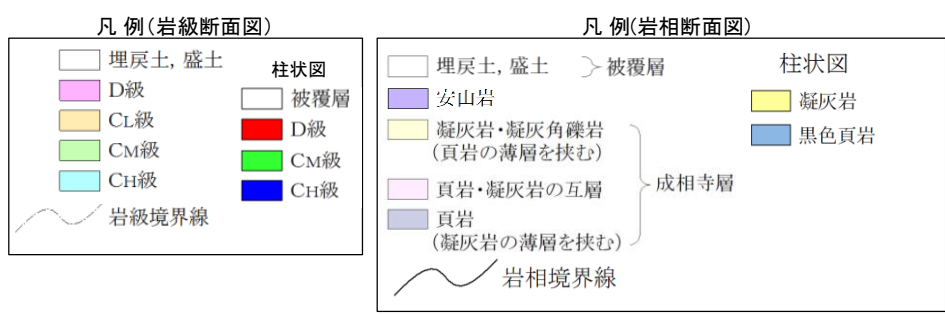 凡 例(岩級断面図)
埋戻土, 盛土
D級
CL級
CM級
CH級
岩級境界線
柱状図
被覆層
D級
CM級
CH級
凡 例(岩相断面図)
埋戻土, 盛土
被覆層
安山岩
凝灰岩・凝灰角礫岩
(頁岩の薄層を挟む)
頁岩・凝灰岩の互層
頁岩
(凝灰岩の薄層を挟む)
成相寺層
岩相境界線
柱状図
凝灰岩
黒色頁岩